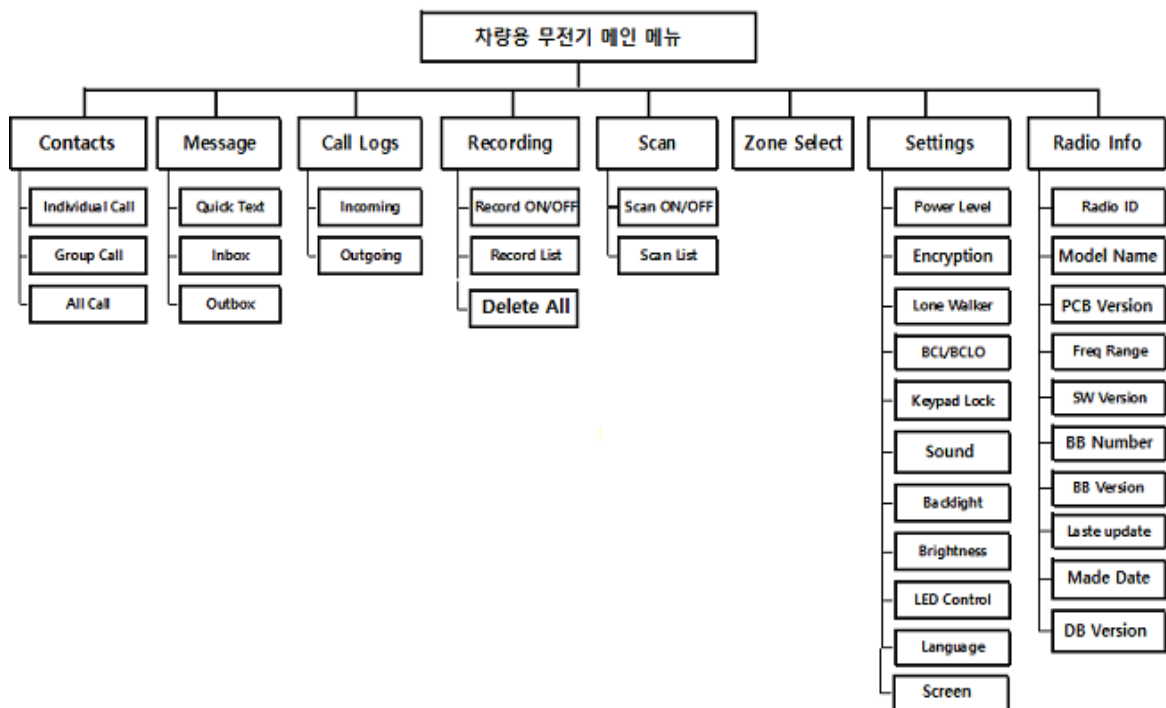 차량용 무전기 메인 메뉴
Contacts
Message
Call Logs
Recording
Scan
Zone Select
Settings
Radio Info
Individual Call
Group Call
All Call
Quick Text
Inbox
Outbox
Incoming
Outgoing
Record ON/OFF
Record List
Delete All
Scan ON/OFF
Scan List
Power Level
Encryption
Lone Walker
BCL/BCLO
Keypad Lock
Sound
Backlight
Brightness
LED Control
Language
Screen
Radio ID
Model Name
PCB Version
Freq Range
SW Version
BB Number
BB Version
Laste update
Made Date
DB Version